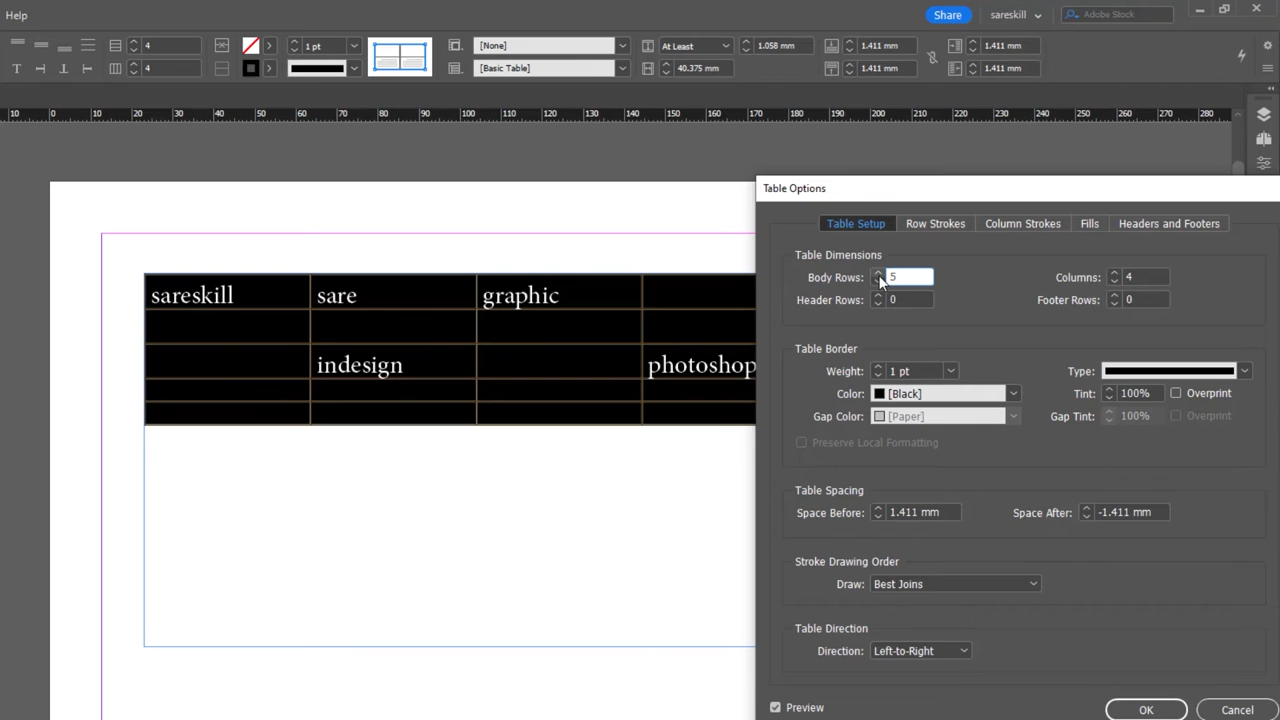 Help
Share
sareskill
Adobe Stock
4
1 pt
[None]
At Least
1.058 mm
1.411 mm
1.411 mm
4
[Basic Table]
40.375 mm
1.411 mm
1.411 mm
10 0 10 20 30 40 50 60 70 80 90 100 110 120 130 140 150 160 170 180 190 200 210 220 230 240 250 260 270 280
Table Options
Table Setup Row Strokes Column Strokes Fills Headers and Footers
Table Dimensions
Body Rows: 5 Columns: 4
Header Rows: 0 Footer Rows: 0
Table Border
Weight: 1 pt Type:
Color: [Black] Tint: 100% Overprint
Gap Color: [Paper] Gap Tint: 100% Overprint
Preserve Local Formatting
Table Spacing
Space Before: 1.411 mm Space After: -1.411 mm
Stroke Drawing Order
Draw: Best Joins
Table Direction
Direction: Left-to-Right
Preview OK Cancel
sareskill sare graphic
indesign photoshop